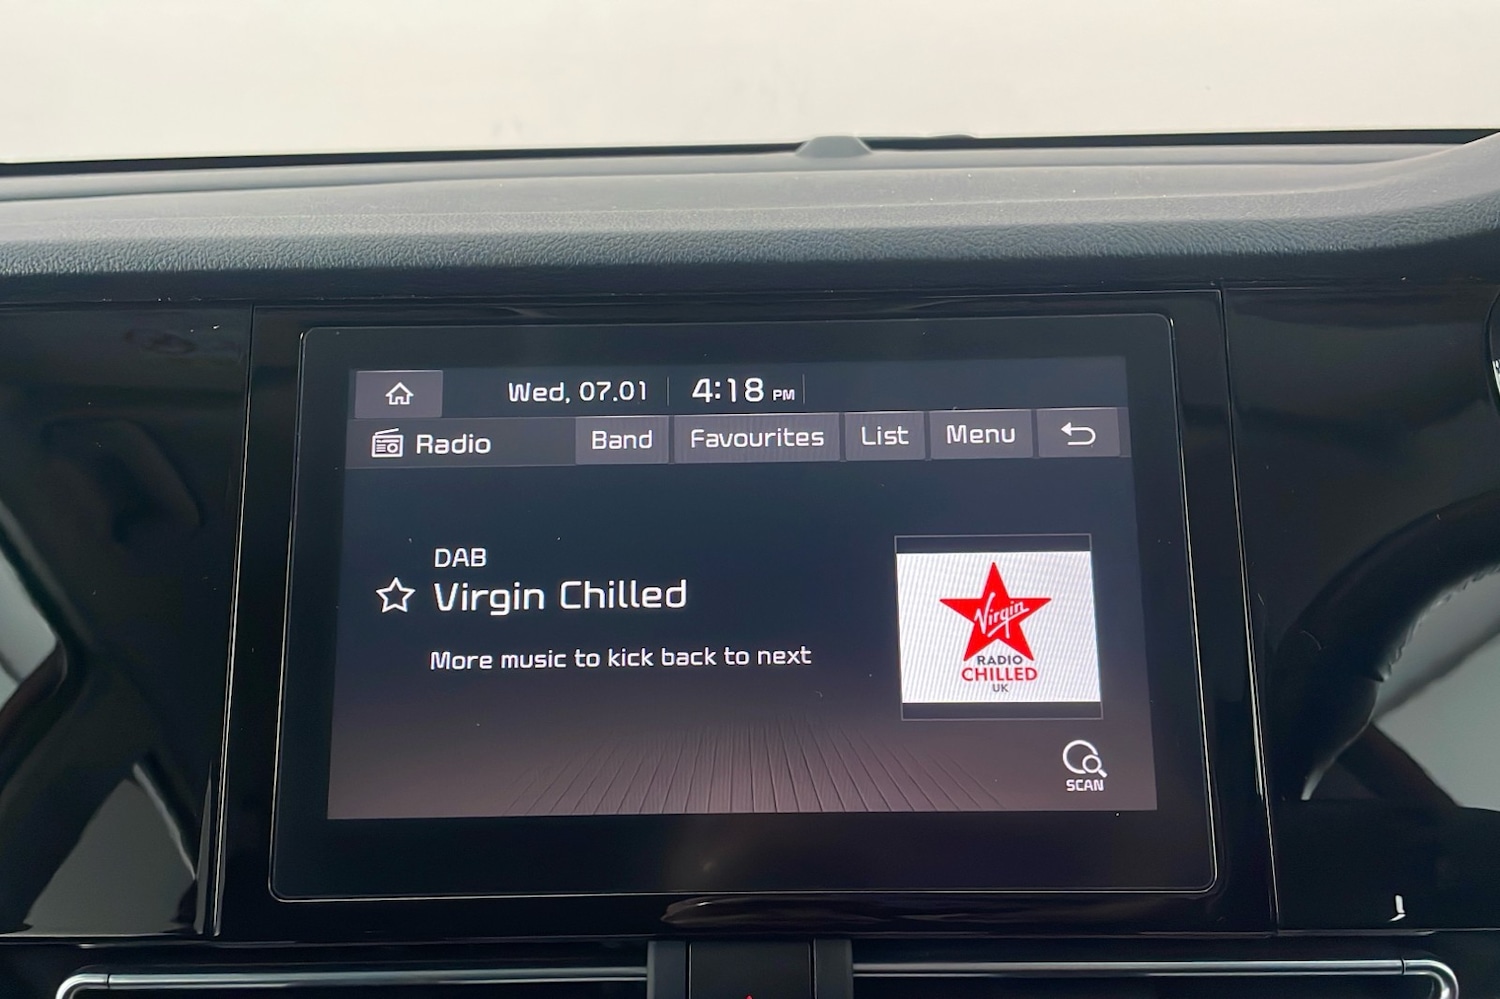 Wed, 07.01 4:18 PM
Radio Band Favourites List Menu
DAB
Virgin Chilled
More music to kick back to next
Virgin
RADIO
CHILLED
UK
SCAN